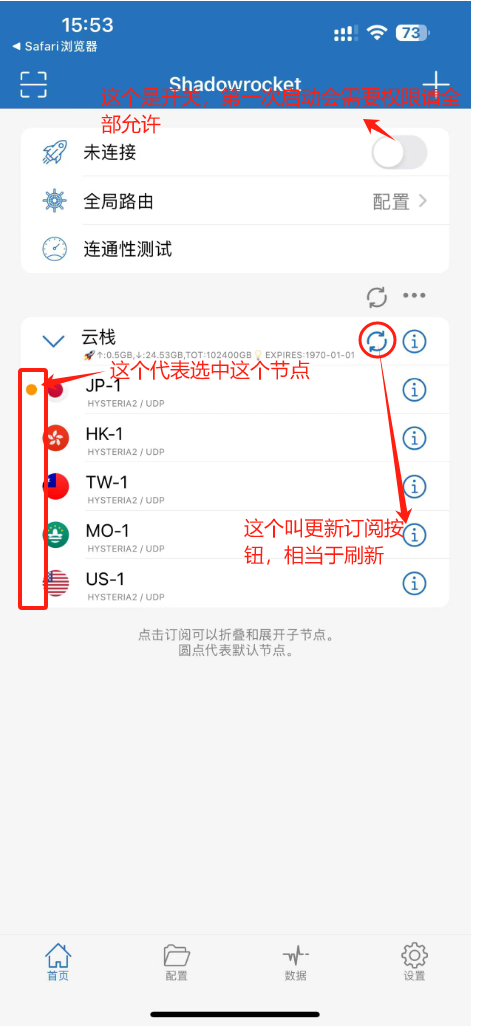 15:53
73
◀ Safari浏览器
Shadowrocket
这个是开关，第一次启动会需要权限请全
部允许
未连接
全局路由
配置
连通性测试
云栈
🚀↑:0.5GB,↓:24.53GB,TOT:102400GB💡EXPIRES:1970-01-01
这个代表选中这个节点
JP-1
HYSTERIA2 / UDP
HK-1
HYSTERIA2 / UDP
TW-1
HYSTERIA2 / UDP
MO-1
HYSTERIA2 / UDP
这个叫更新订阅按
钮，相当于刷新
US-1
HYSTERIA2 / UDP
点击订阅可以折叠和展开子节点。
圆点代表默认节点。
首页
配置
数据
设置